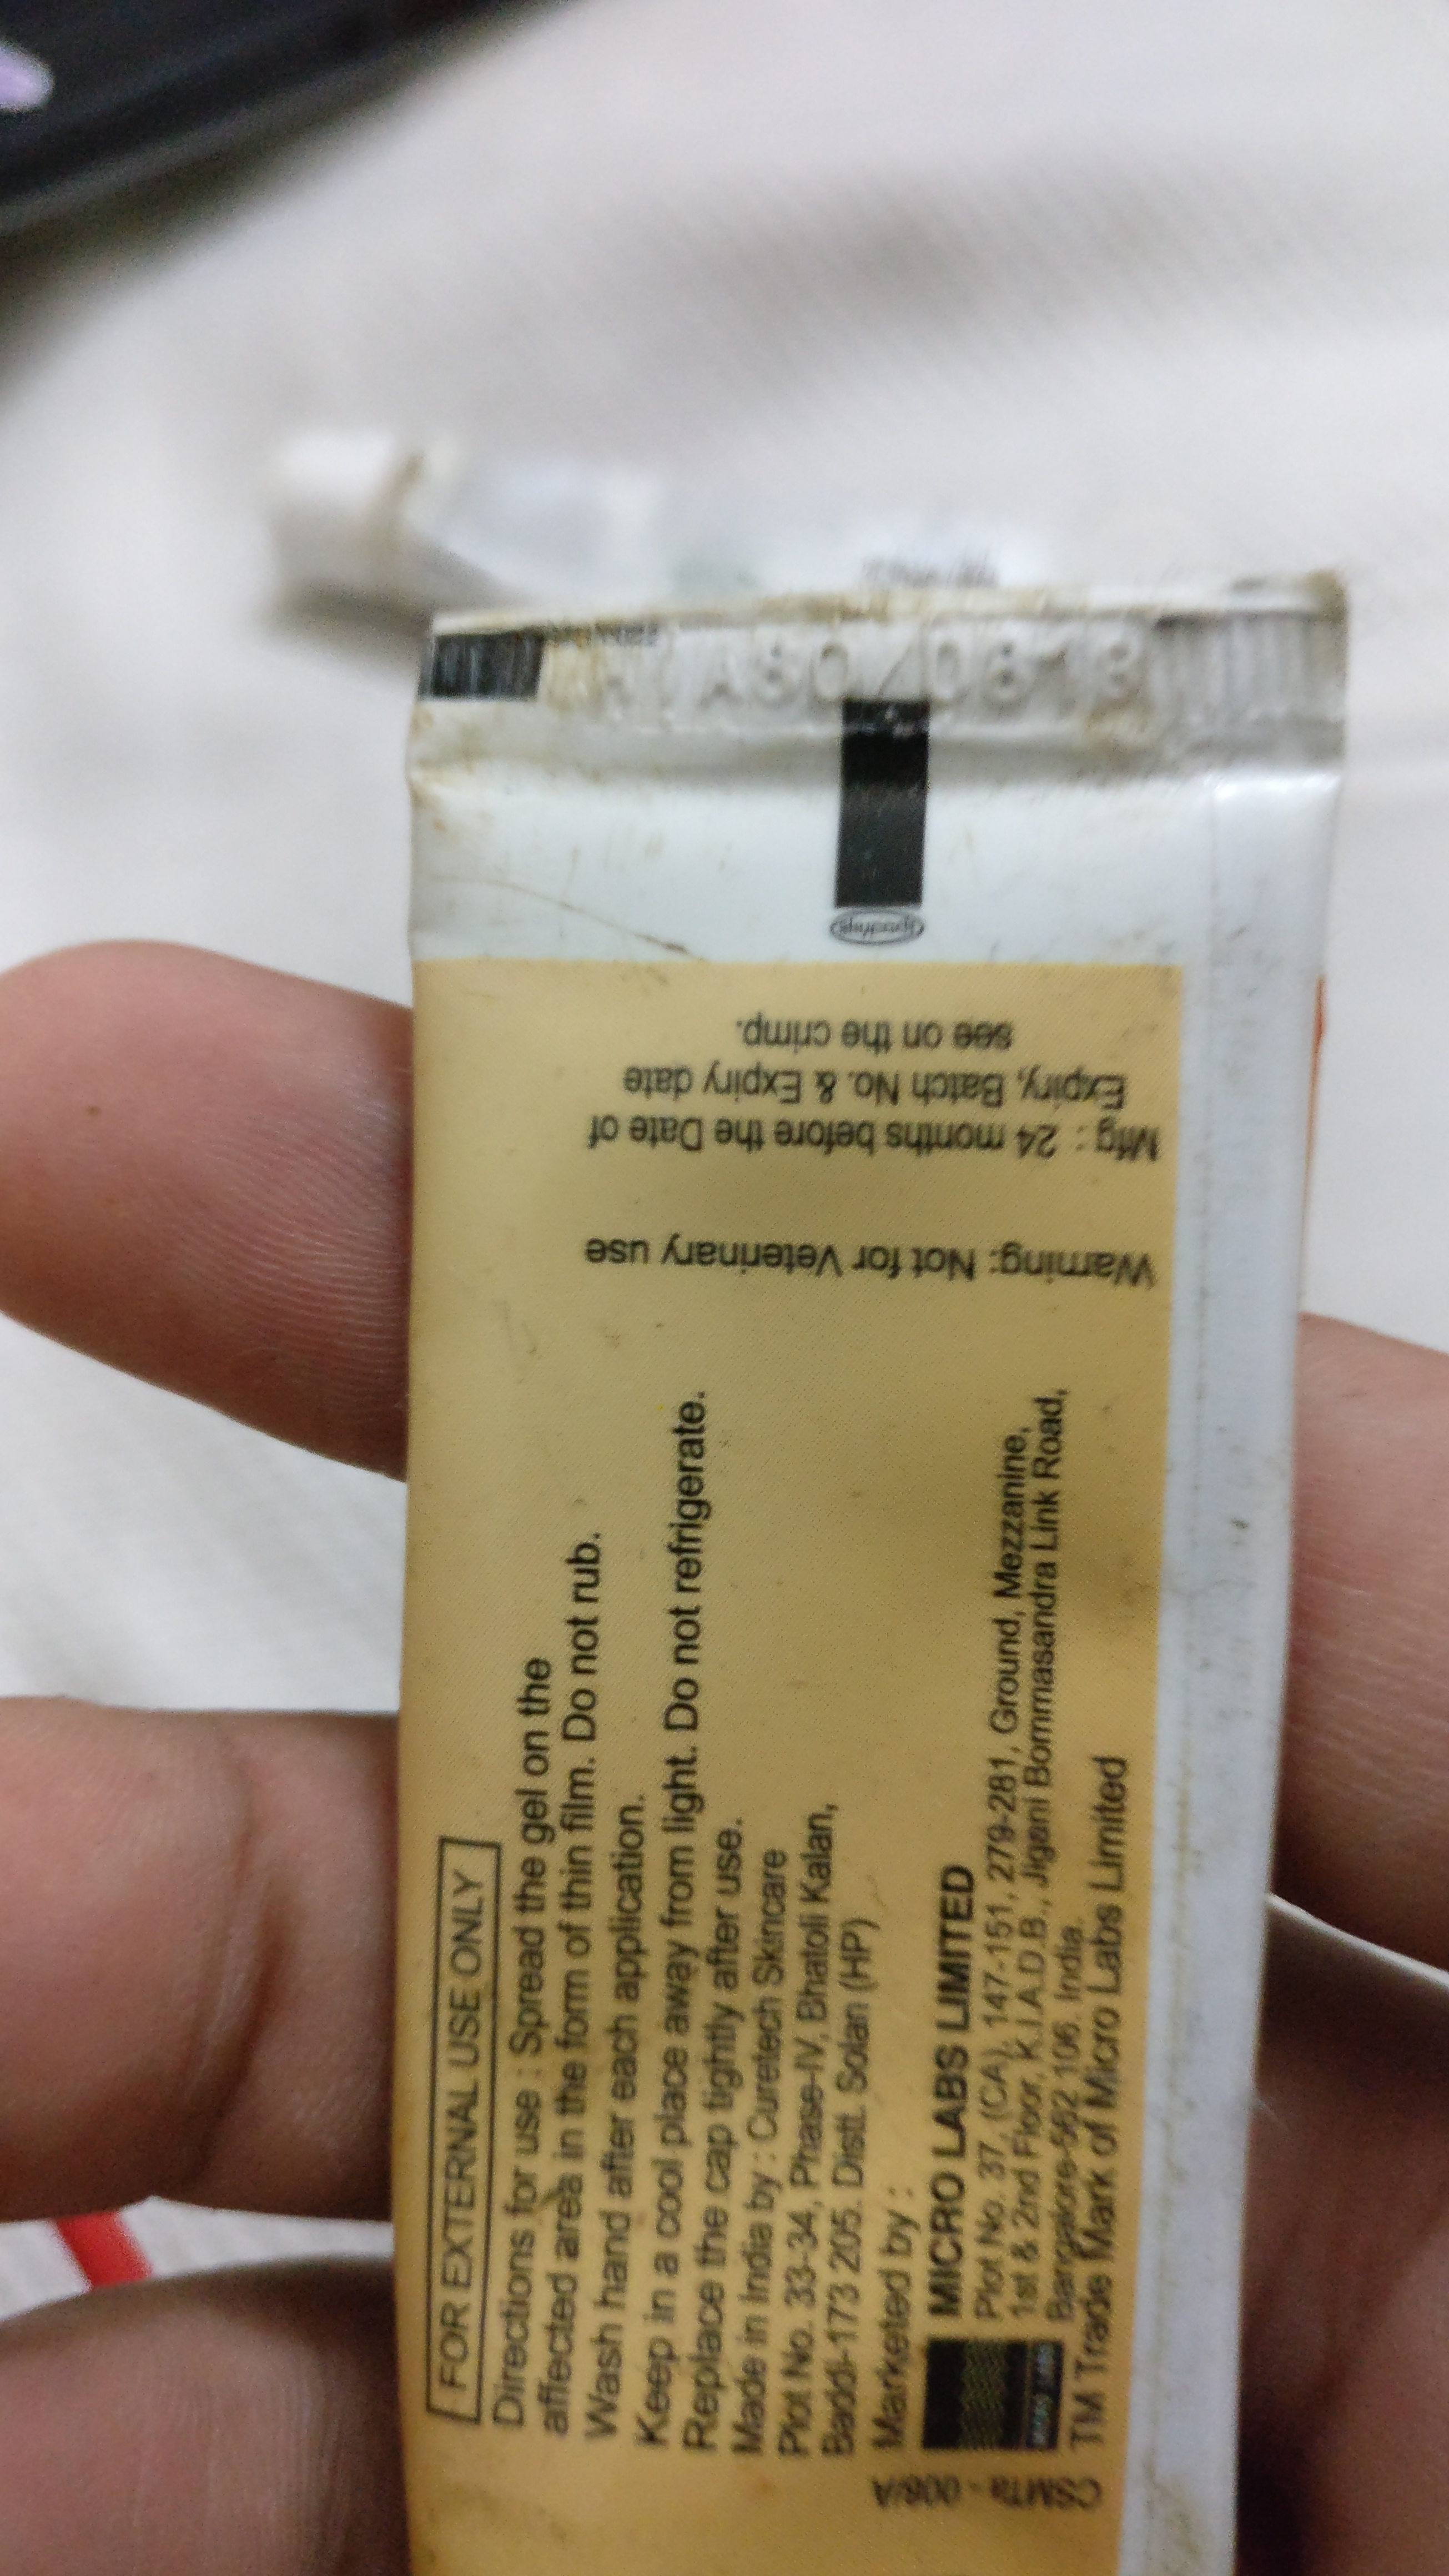 see on the crimp.
Expiry, Batch No. & Expiry date
Mfg : 24 months before the Date of
Warning: Not for Veterinary use
FOR EXTERNAL USE ONLY
Directions for use : Spread the gel on the
affected area in the form of thin film. Do not rub.
Wash hand after each application.
Keep in a cool place away from light. Do not refrigerate.
Replace the cap tightly after use.
Made in India by : Curetech Skincare
Plot No. 33-34, Phase-IV, Bhatoli Kalan,
Baddi-173 205. Distt. Solan (HP)
Marketed by :
MICRO LABS LIMITED
Plot No. 37, (CA), 147-151, 279-281, Ground, Mezzanine,
1st & 2nd Floor, K.I.A.D.B., Jigani Bommasandra Link Road,
Bangalore-562 106. India.
TM Trade Mark of Micro Labs Limited